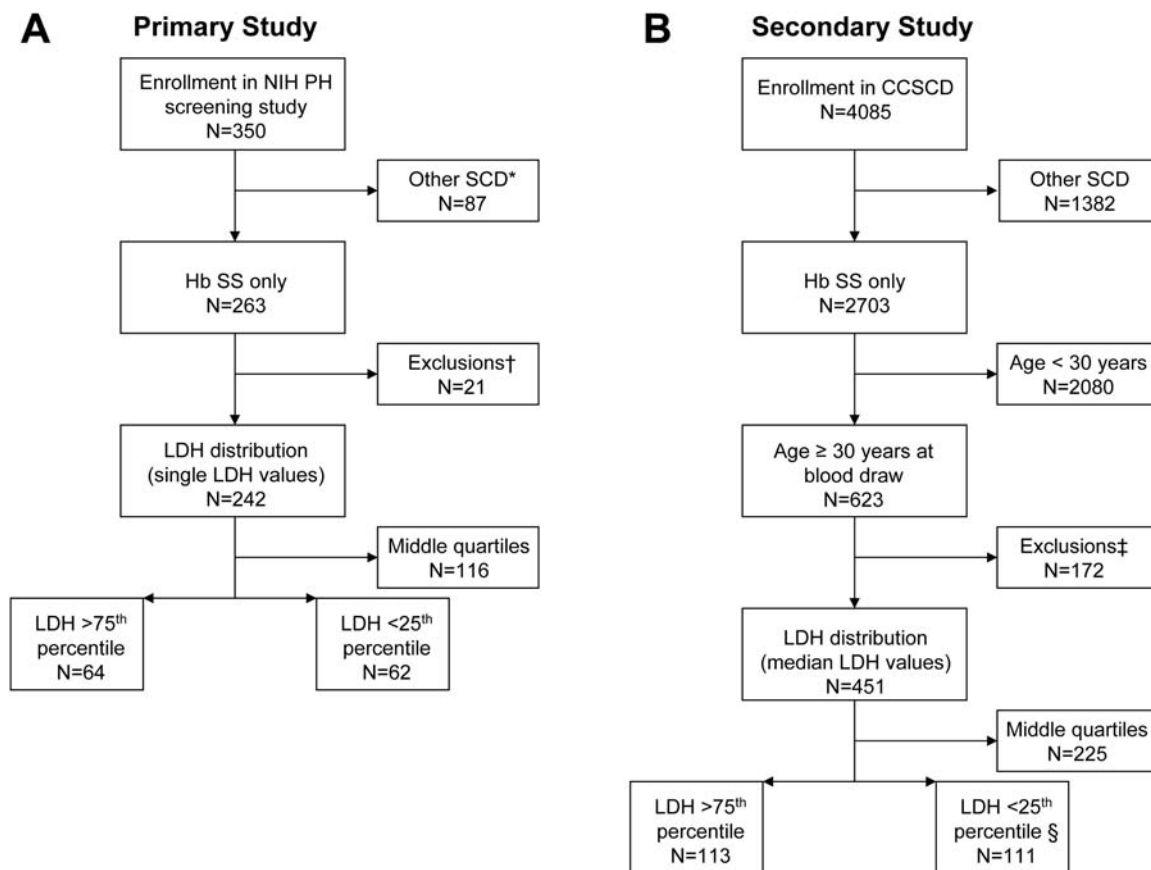 A Primary Study
Enrollment in NIH PH
screening study
N=350
Other SCD*
N=87
Hb SS only
N=263
Exclusions†
N=21
LDH distribution
(single LDH values)
N=242
Middle quartiles
N=116
LDH >75th
percentile
N=64
LDH <25th
percentile
N=62
B Secondary Study
Enrollment in CCSCD
N=4085
Other SCD
N=1382
Hb SS only
N=2703
Age < 30 years
N=2080
Age ≥ 30 years at
blood draw
N=623
Exclusions‡
N=172
LDH distribution
(median LDH values)
N=451
Middle quartiles
N=225
LDH >75th
percentile
N=113
LDH <25th
percentile §
N=111